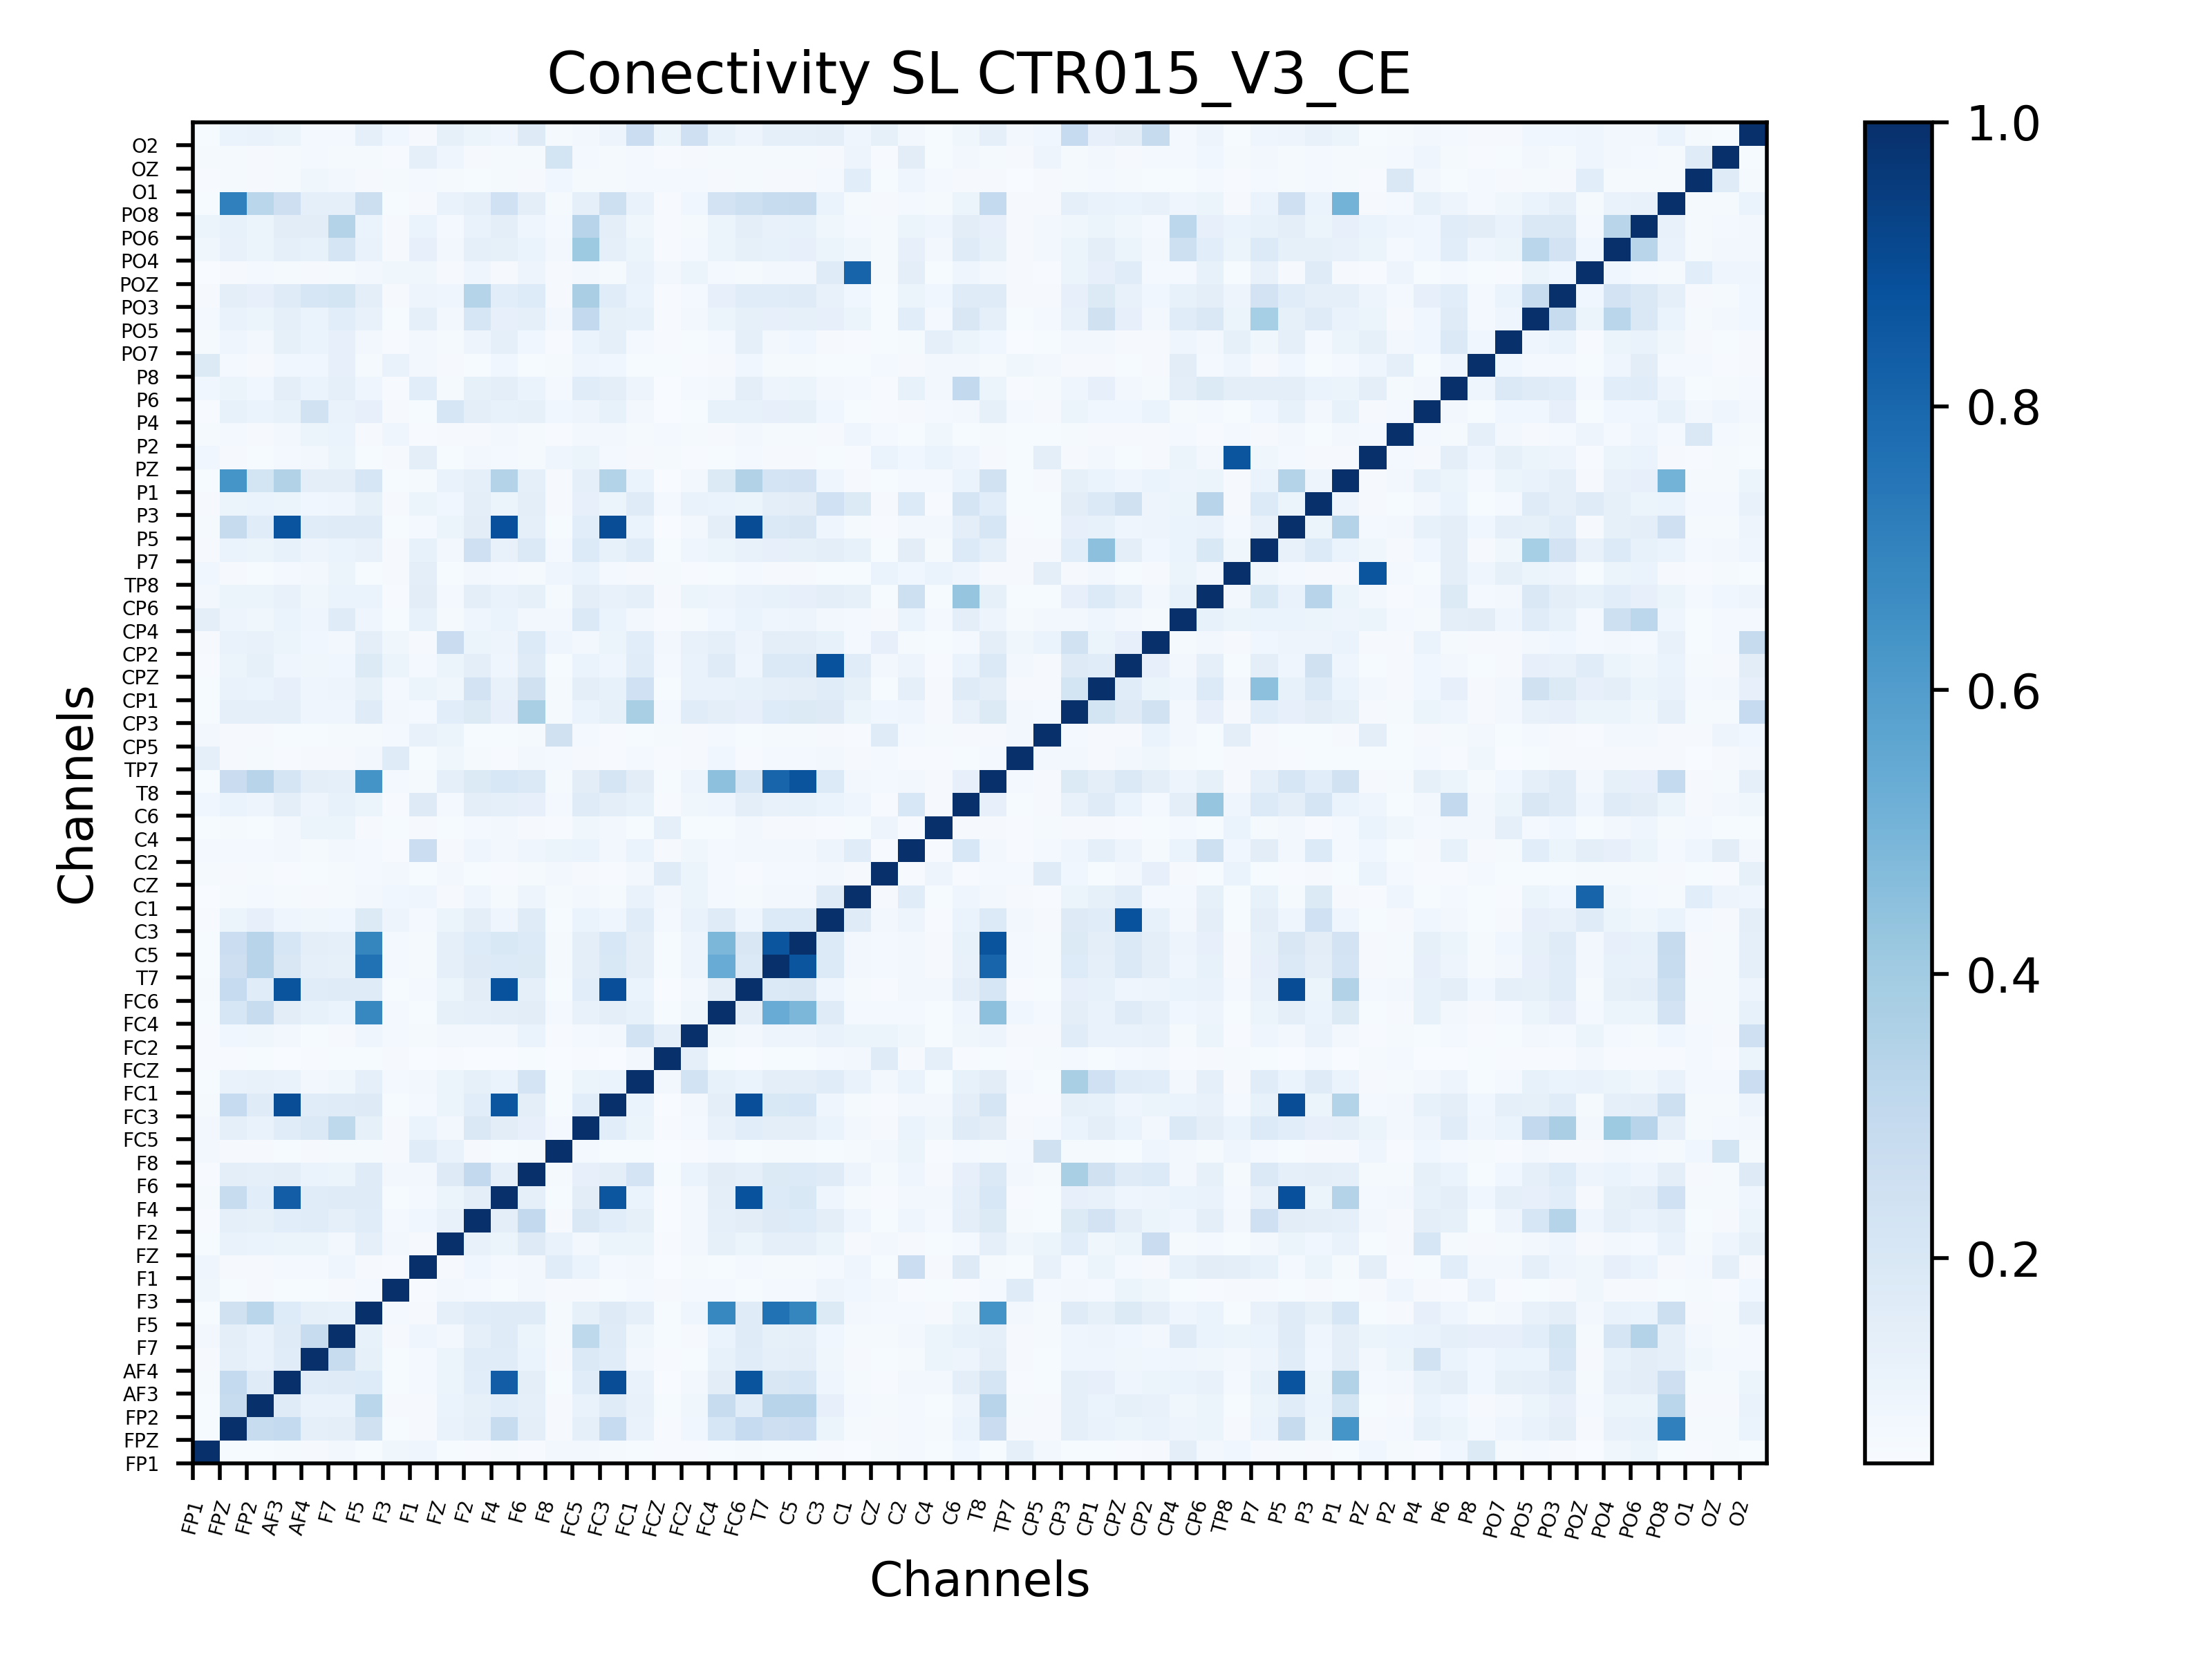 Conectivity SL CTR015_V3_CE
O2
OZ
O1
PO8
PO6
PO4
POZ
PO3
PO5
PO7
P8
P6
P4
P2
PZ
P1
P3
P5
P7
TP8
CP6
CP4
CP2
CPZ
CP1
CP3
CP5
TP7
T8
C6
C4
C2
CZ
C1
C3
C5
T7
FC6
FC4
FC2
FCZ
FC1
FC3
FC5
F8
F6
F4
F2
FZ
F1
F3
F5
F7
AF4
AF3
FP2
FPZ
FP1
Channels
FP1 FPZ FP2 AF3 AF4 F7 F5 F3 F1 FZ F2 F4 F6 F8 FC5 FC3 FC1 FCZ FC2 FC4 FC6 T7 C5 C3 C1 CZ C2 C4 C6 T8 TP7 CP5 CP3 CP1 CPZ CP2 CP4 CP6 TP8 P7 P5 P3 P1 PZ P2 P4 P6 P8 PO7 PO5 PO3 POZ PO4 PO6 PO8 O1 OZ O2
Channels
1.0
0.8
0.6
0.4
0.2